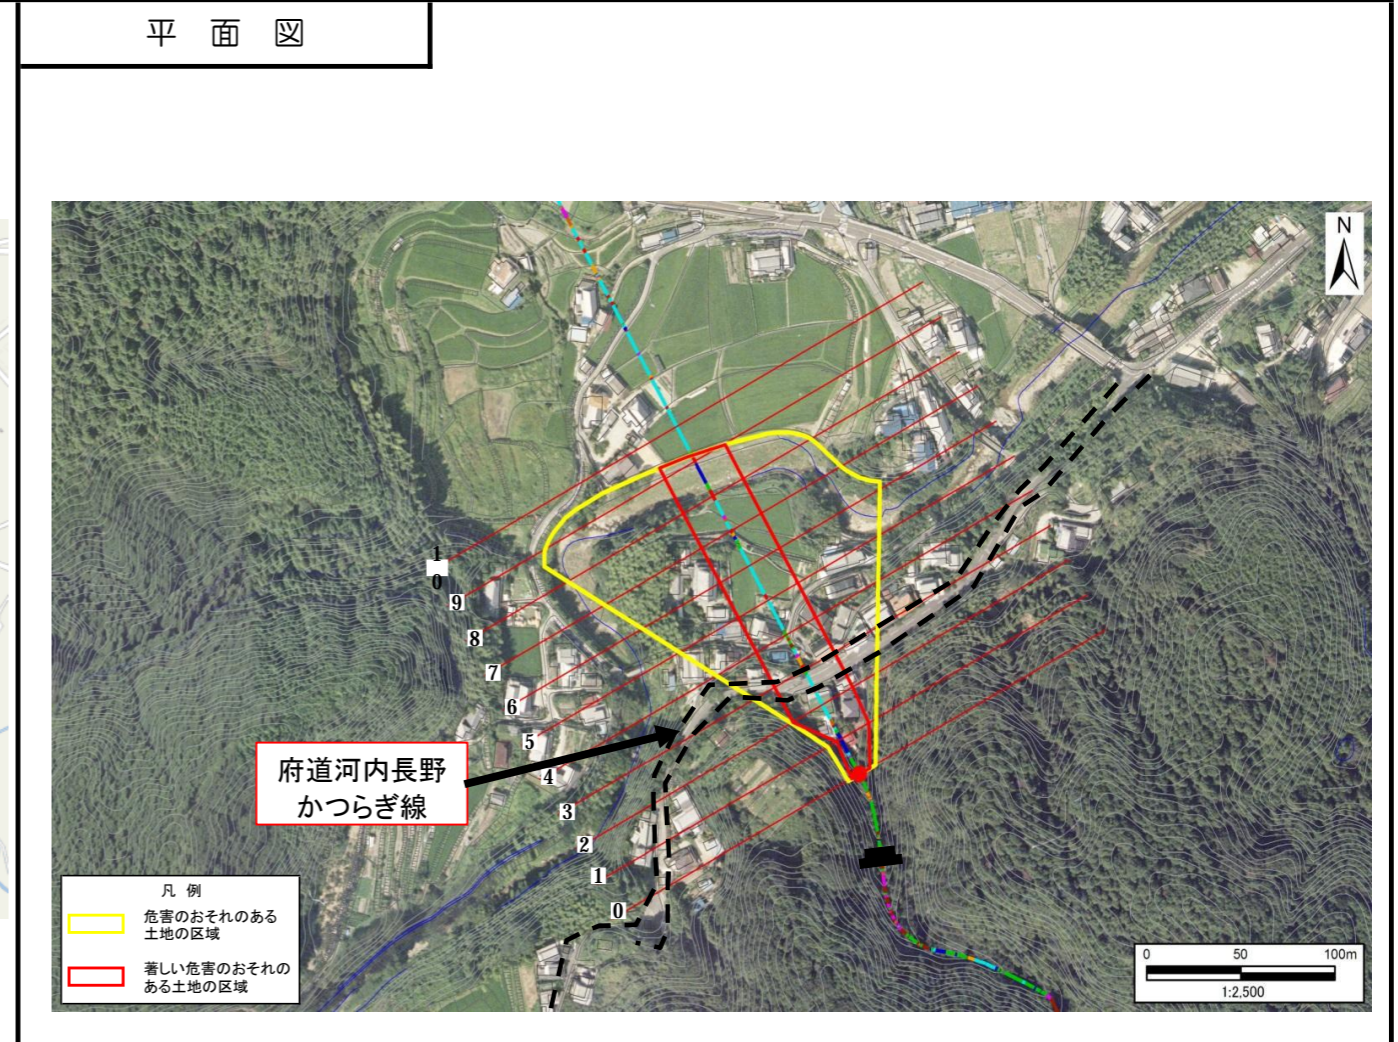 平面図
N
1
0
9
8
7
6
5
4
3
2
1
0
府道河内長野
かつらぎ線
凡 例
危害のおそれのある
土地の区域
著しい危害のおそれの
ある土地の区域
0 50 100m
1:2,500